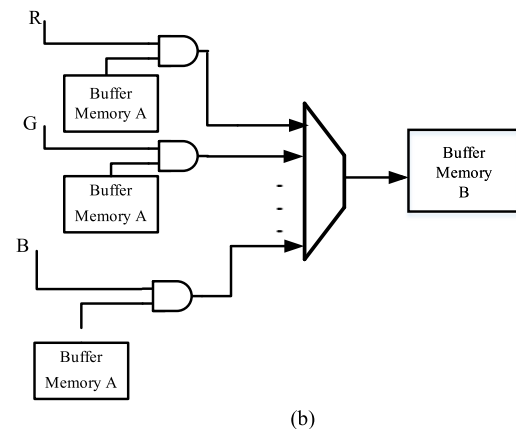 R
Buffer
Memory A
G
Buffer
Memory A
Buffer
Memory
B
B
Buffer
Memory A
(b)